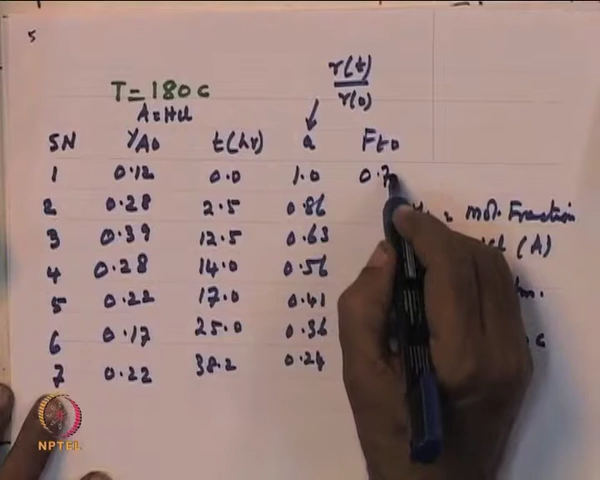 5
r(t)
T = 180 C
r(0)
A = Hcl
SN yA0 t(hr) a Ft0
1 0.12 0.0 1.0
2 0.28 2.5 0.86
= mol. Fraction
3 0.39 12.5 0.63
(A)
4 0.28 14.0 0.56
5 0.22 17.0 0.41
6 0.17 25.0 0.36
7 0.22 38.2 0.24
NPTEL